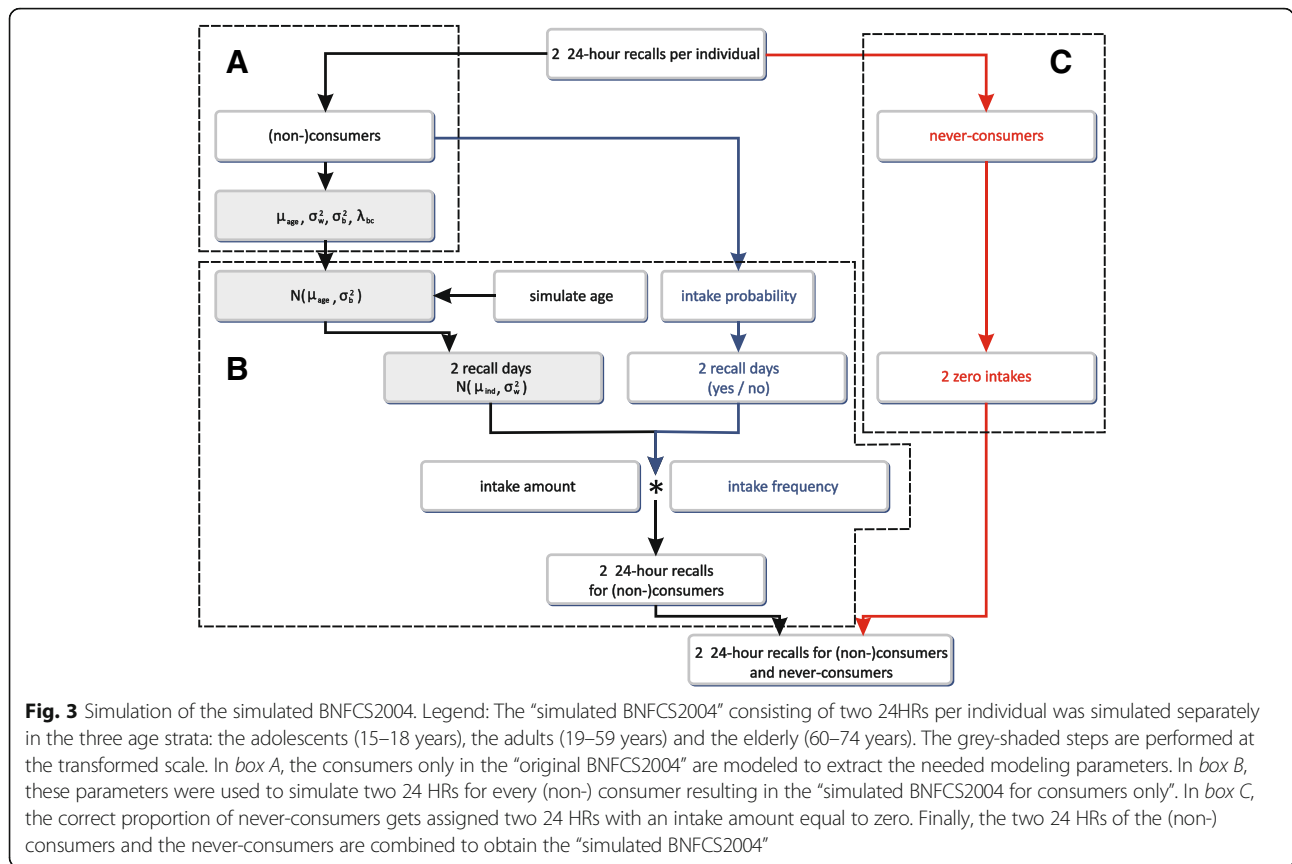 A
2 24-hour recalls per individual
C
(non-)consumers
never-consumers
μage, σ²w, σ²b, λbc
N(μage, σ²b)
simulate age
intake probability
B
2 recall days
N(μind, σ²w)
2 recall days
(yes / no)
2 zero intakes
intake amount
*
intake frequency
2 24-hour recalls
for (non-)consumers
2 24-hour recalls for (non-)consumers
and never-consumers
Fig. 3 Simulation of the simulated BNFCS2004. Legend: The “simulated BNFCS2004” consisting of two 24HRs per individual was simulated separately
in the three age strata: the adolescents (15–18 years), the adults (19–59 years) and the elderly (60–74 years). The grey-shaded steps are performed at
the transformed scale. In box A, the consumers only in the “original BNFCS2004” are modeled to extract the needed modeling parameters. In box B,
these parameters were used to simulate two 24 HRs for every (non-) consumer resulting in the “simulated BNFCS2004 for consumers only”. In box C,
the correct proportion of never-consumers gets assigned two 24 HRs with an intake amount equal to zero. Finally, the two 24 HRs of the (non-)
consumers and the never-consumers are combined to obtain the “simulated BNFCS2004”